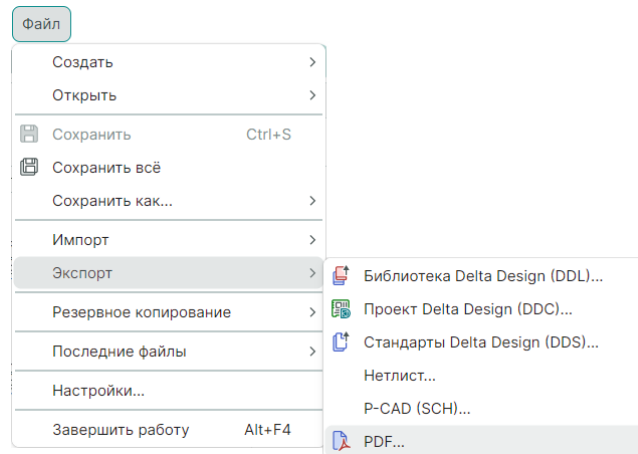 Файл
Создать
Открыть
Сохранить Ctrl+S
Сохранить всё
Сохранить как...
Импорт
Экспорт
Библиотека Delta Design (DDL)...
Резервное копирование
Проект Delta Design (DDC)...
Последние файлы
Стандарты Delta Design (DDS)...
Настройки...
Нетлист...
P-CAD (SCH)...
Завершить работу Alt+F4
PDF...